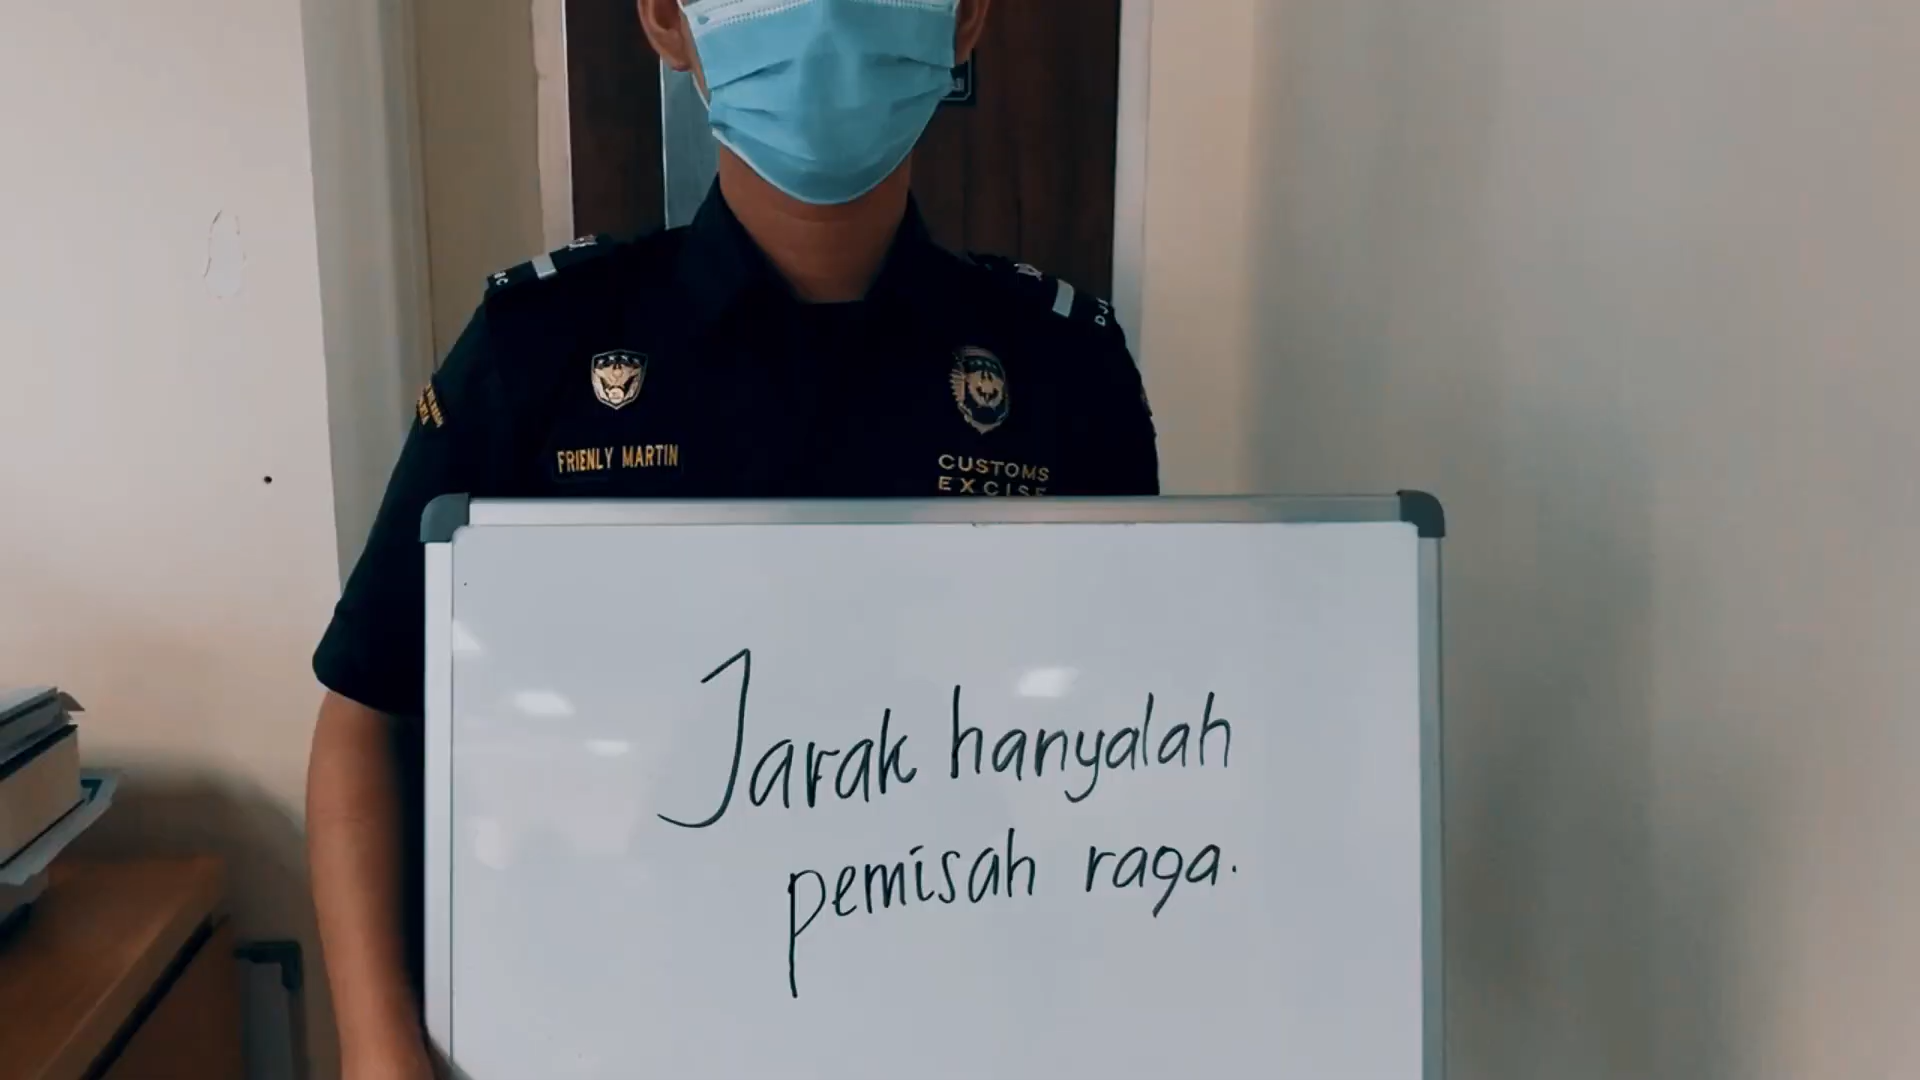 FRIENLY MARTIN
CUSTOMS
EXCISE
Jarak hanyalah
pemisah raga.